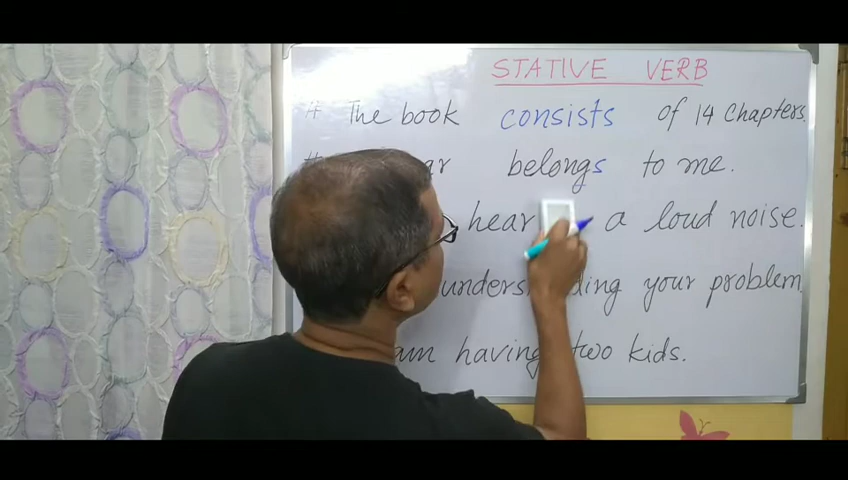 STATIVE VERB
# The book consists of 14 Chapters.
# belongs to me.
hear a loud noise.
your problem
am having two kids.